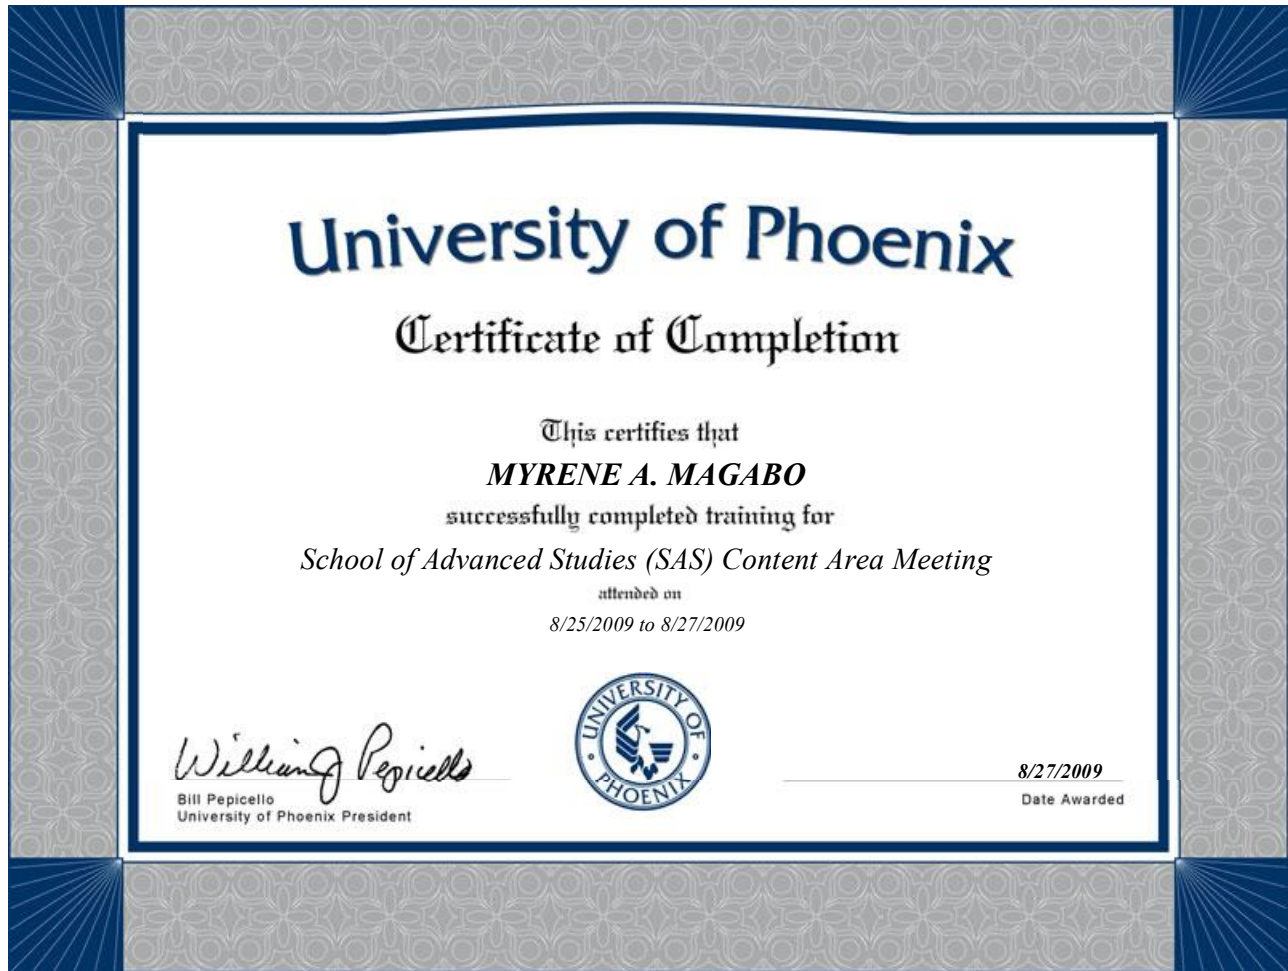 University of Phoenix
Certificate of Completion
This certifies that
MYRENE A. MAGABO
successfully completed training for
School of Advanced Studies (SAS) Content Area Meeting
attended on
8/25/2009 to 8/27/2009
UNIVERSITY OF PHOENIX
William J Pepicello
8/27/2009
Bill Pepicello
Date Awarded
University of Phoenix President